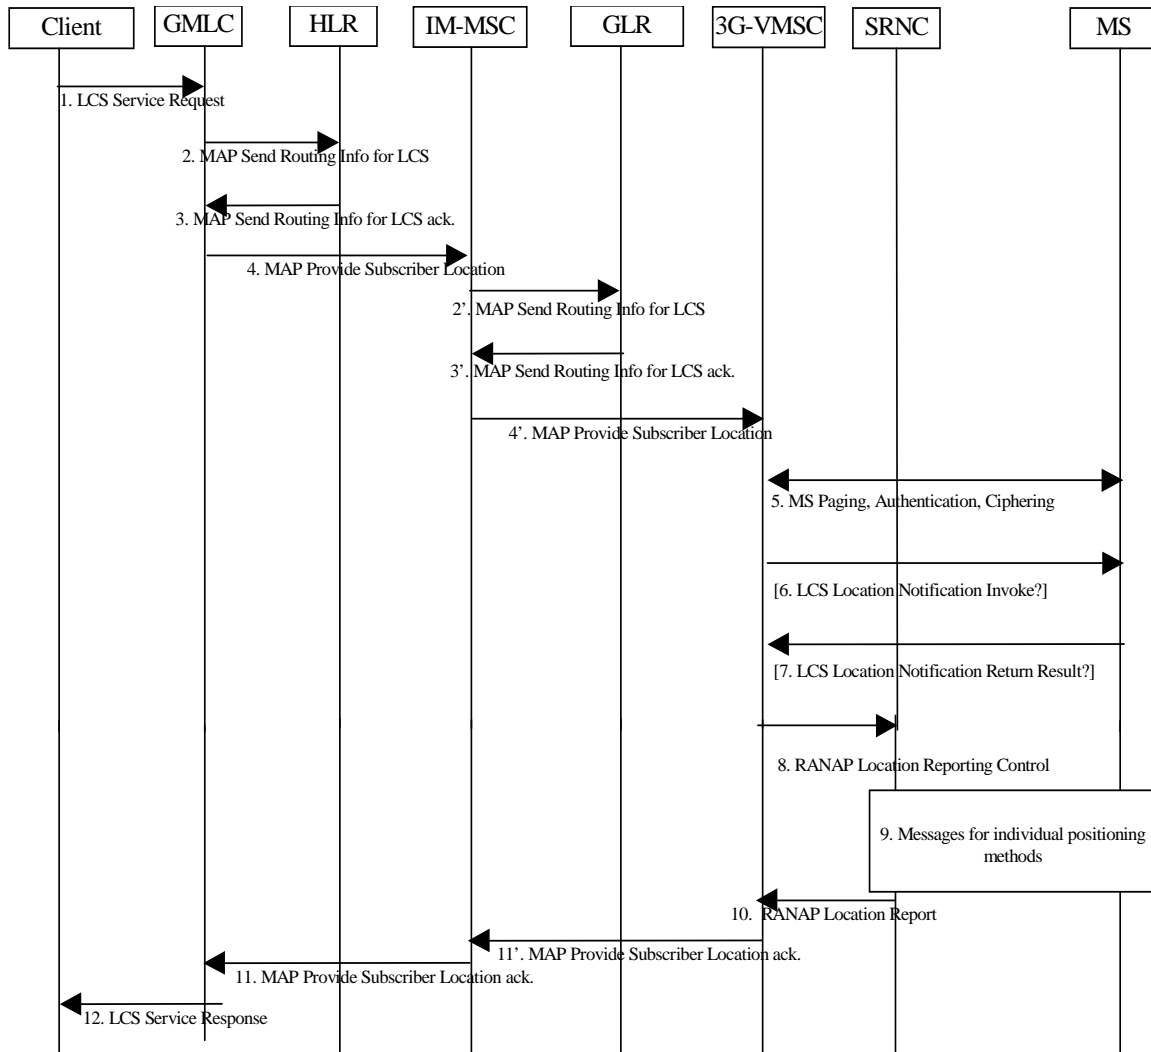 Client GMLC HLR IM-MSC GLR 3G-VMSC SRNC MS
1. LCS Service Request
2. MAP Send Routing Info for LCS
3. MAP Send Routing Info for LCS ack.
4. MAP Provide Subscriber Location
2’. MAP Send Routing Info for LCS
3’. MAP Send Routing Info for LCS ack.
4’. MAP Provide Subscriber Location
5. MS Paging, Authentication, Ciphering
[6. LCS Location Notification Invoke?]
[7. LCS Location Notification Return Result?]
8. RANAP Location Reporting Control
9. Messages for individual positioning
methods
10. RANAP Location Report
11’. MAP Provide Subscriber Location ack.
11. MAP Provide Subscriber Location ack.
12. LCS Service Response